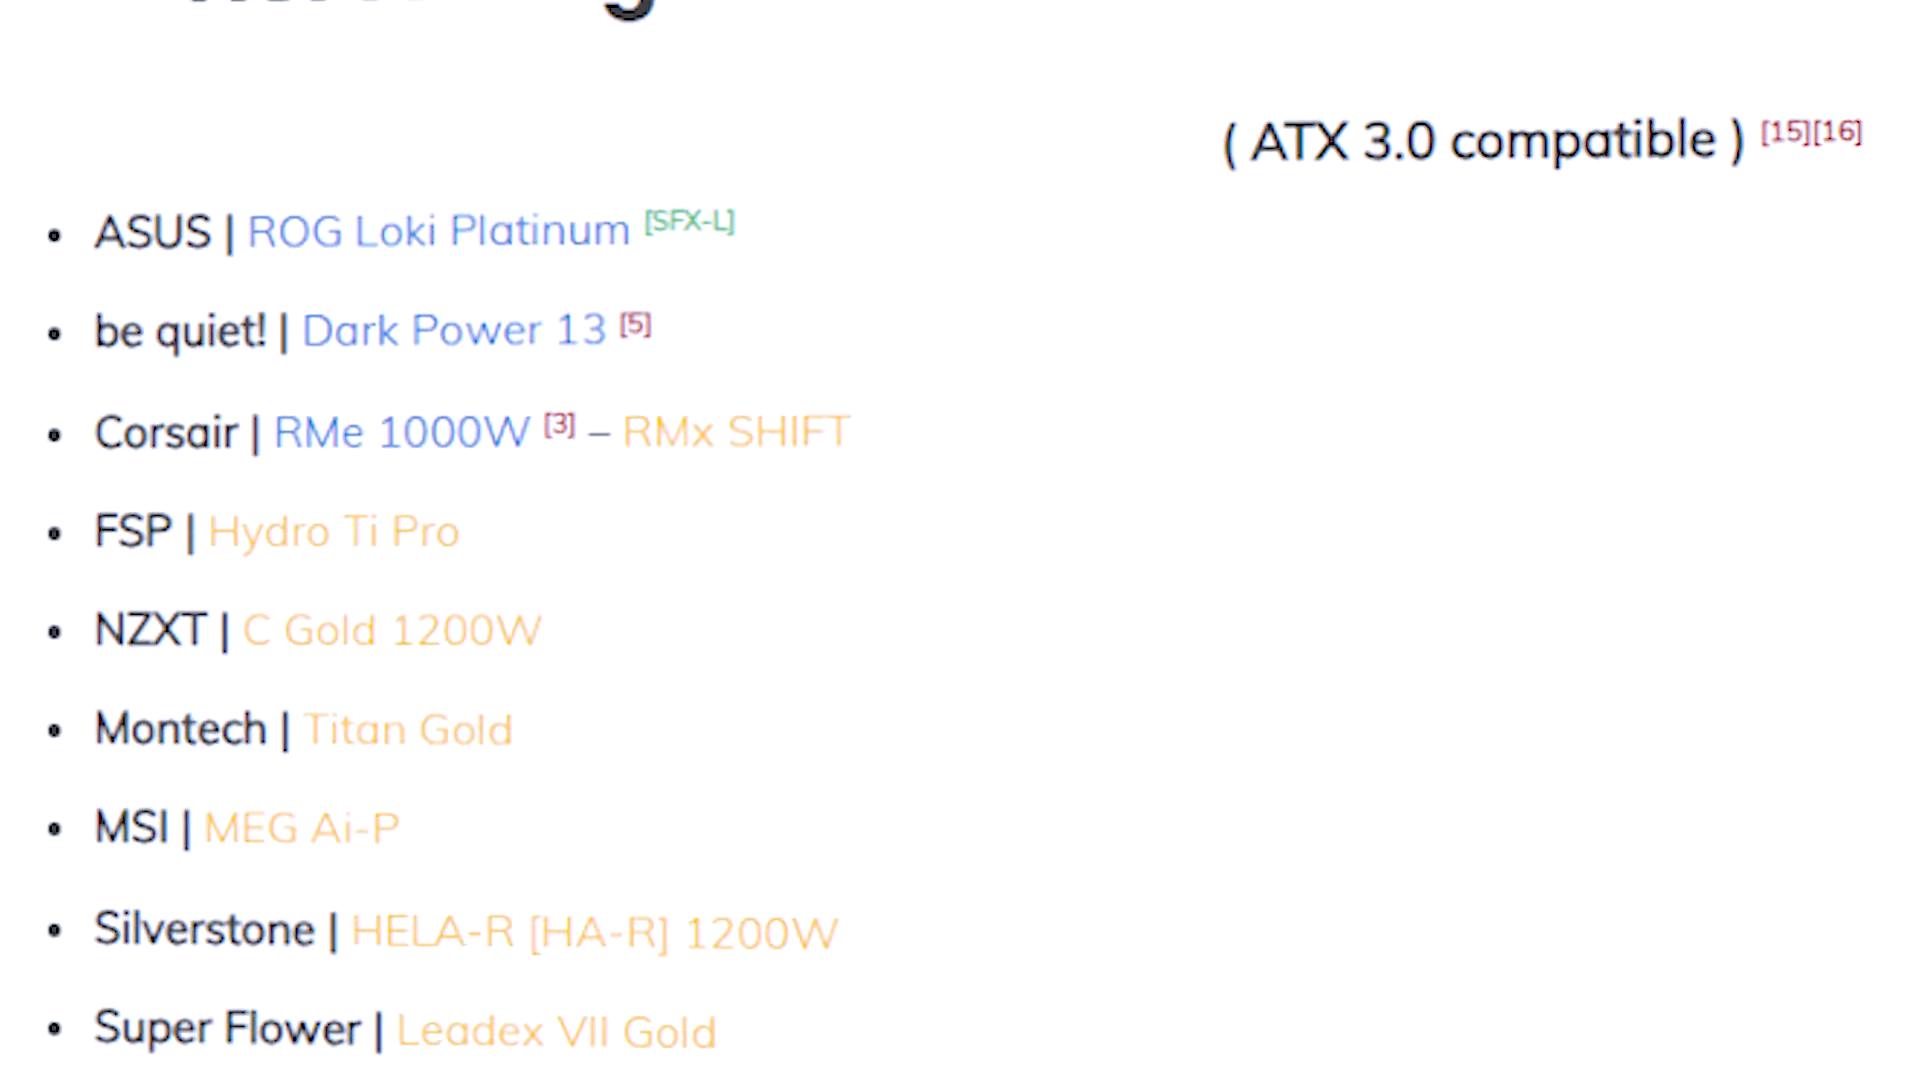 ( ATX 3.0 compatible ) [15][16]
• ASUS | ROG Loki Platinum [SFX-L]
• be quiet! | Dark Power 13 [5]
• Corsair | RMe 1000W [3] – RMx SHIFT
• FSP | Hydro Ti Pro
• NZXT | C Gold 1200W
• Montech | Titan Gold
• MSI | MEG Ai-P
• Silverstone | HELA-R [HA-R] 1200W
• Super Flower | Leadex VII Gold